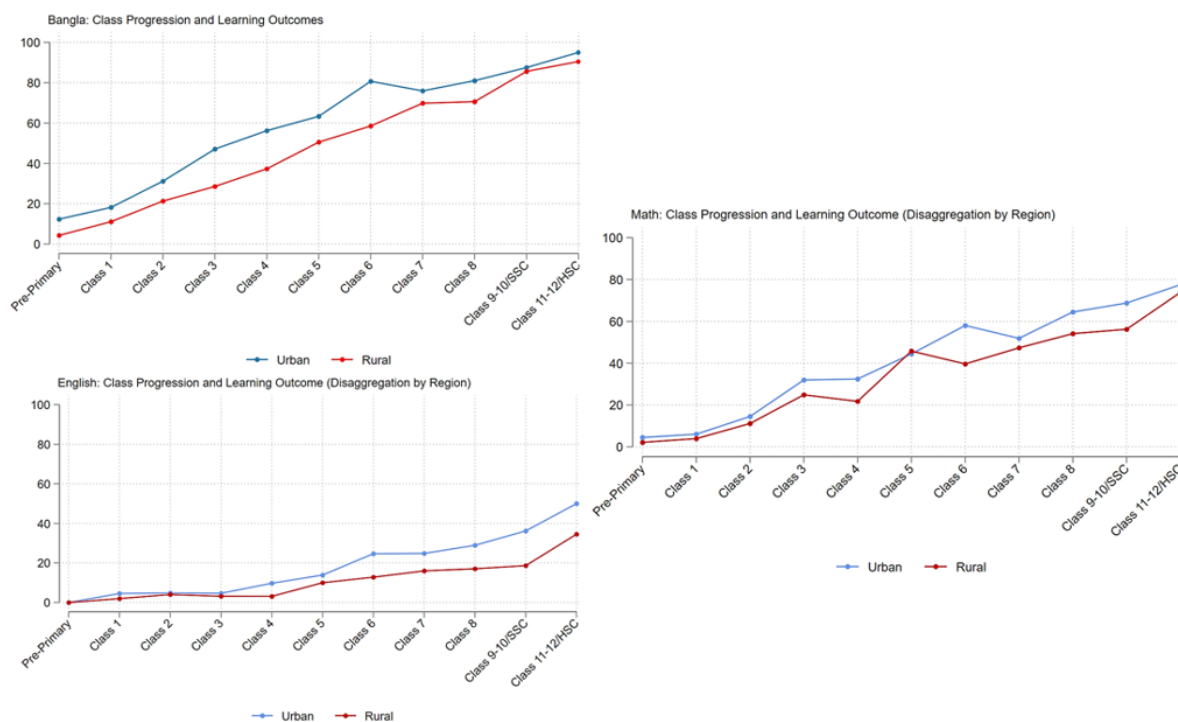 Bangla: Class Progression and Learning Outcomes
100
80
60
40
20
0
Pre-Primary
Class 1
Class 2
Class 3
Class 4
Class 5
Class 6
Class 7
Class 8
Class 9-10/SSC
Class 11-12/HSC
Urban Rural
English: Class Progression and Learning Outcome (Disaggregation by Region)
100
80
60
40
20
0
Pre-Primary
Class 1
Class 2
Class 3
Class 4
Class 5
Class 6
Class 7
Class 8
Class 9-10/SSC
Class 11-12/HSC
Urban Rural
Math: Class Progression and Learning Outcome (Disaggregation by Region)
100
80
60
40
20
0
Pre-Primary
Class 1
Class 2
Class 3
Class 4
Class 5
Class 6
Class 7
Class 8
Class 9-10/SSC
Class 11-12/HSC
Urban Rural